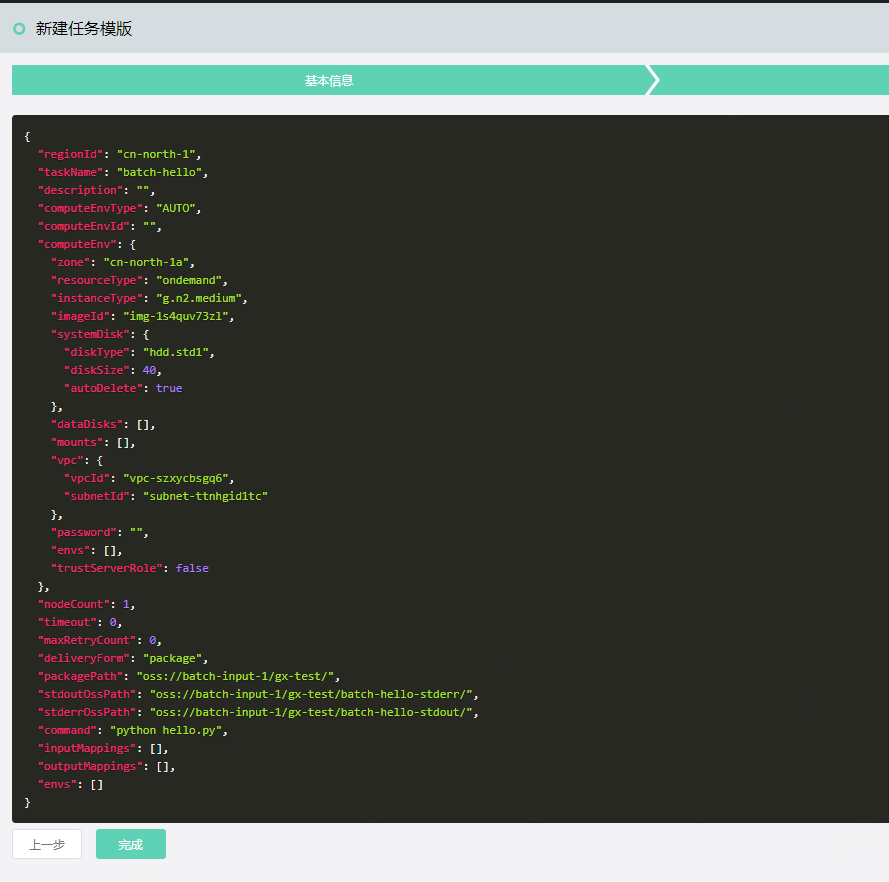 新建任务模版
基本信息
{
  "regionId": "cn-north-1",
  "taskName": "batch-hello",
  "description": "",
  "computeEnvType": "AUTO",
  "computeEnvId": "",
  "computeEnv": {
    "zone": "cn-north-1a",
    "resourceType": "ondemand",
    "instanceType": "g.n2.medium",
    "imageId": "img-1s4quv73zl",
    "systemDisk": {
      "diskType": "hdd.std1",
      "diskSize": 40,
      "autoDelete": true
    },
    "dataDisks": [],
    "mounts": [],
    "vpc": {
      "vpcId": "vpc-szxycbsgq6",
      "subnetId": "subnet-ttnhgid1tc"
    },
    "password": "",
    "envs": [],
    "trustServerRole": false
  },
  "nodeCount": 1,
  "timeout": 0,
  "maxRetryCount": 0,
  "deliveryForm": "package",
  "packagePath": "oss://batch-input-1/gx-test/",
  "stdoutOssPath": "oss://batch-input-1/gx-test/batch-hello-stderr/",
  "stderrOssPath": "oss://batch-input-1/gx-test/batch-hello-stdout/",
  "command": "python hello.py",
  "inputMappings": [],
  "outputMappings": [],
  "envs": []
}
上一步 完成